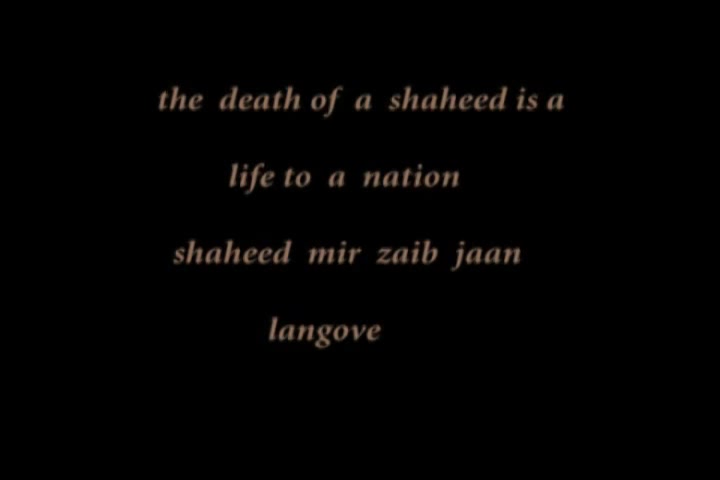 the death of a shaheed is a
life to a nation
shaheed mir zaib jaan
langove